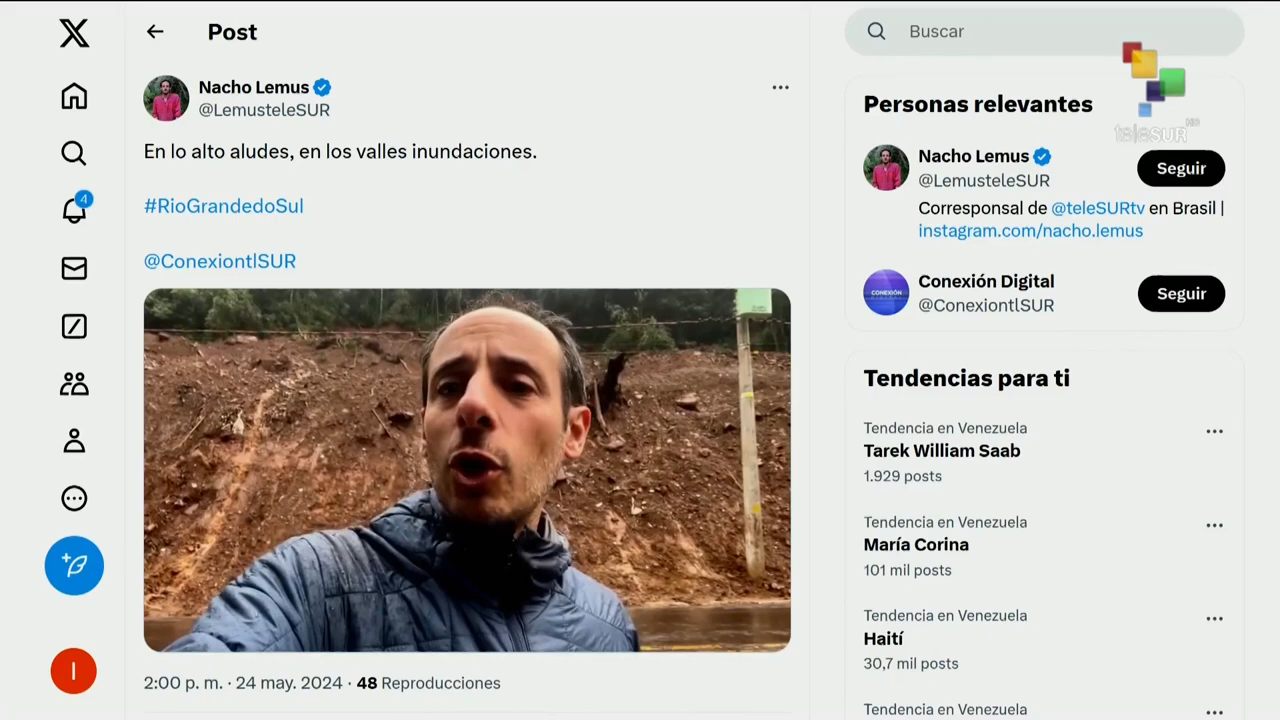 Post
Nacho Lemus
@LemusteleSUR
En lo alto aludes, en los valles inundaciones.
#RioGrandedoSul
@ConexiontlSUR
2:00 p. m. · 24 may. 2024 · 48 Reproducciones
4
I
Buscar
teleSUR HD
Personas relevantes
Nacho Lemus
@LemusteleSUR
Seguir
Corresponsal de @teleSURtv en Brasil |
instagram.com/nacho.lemus
CONEXIÓN
Conexión Digital
@ConexiontlSUR
Seguir
Tendencias para ti
Tendencia en Venezuela
Tarek William Saab
1.929 posts
Tendencia en Venezuela
María Corina
101 mil posts
Tendencia en Venezuela
Haití
30,7 mil posts
Tendencia en Venezuela